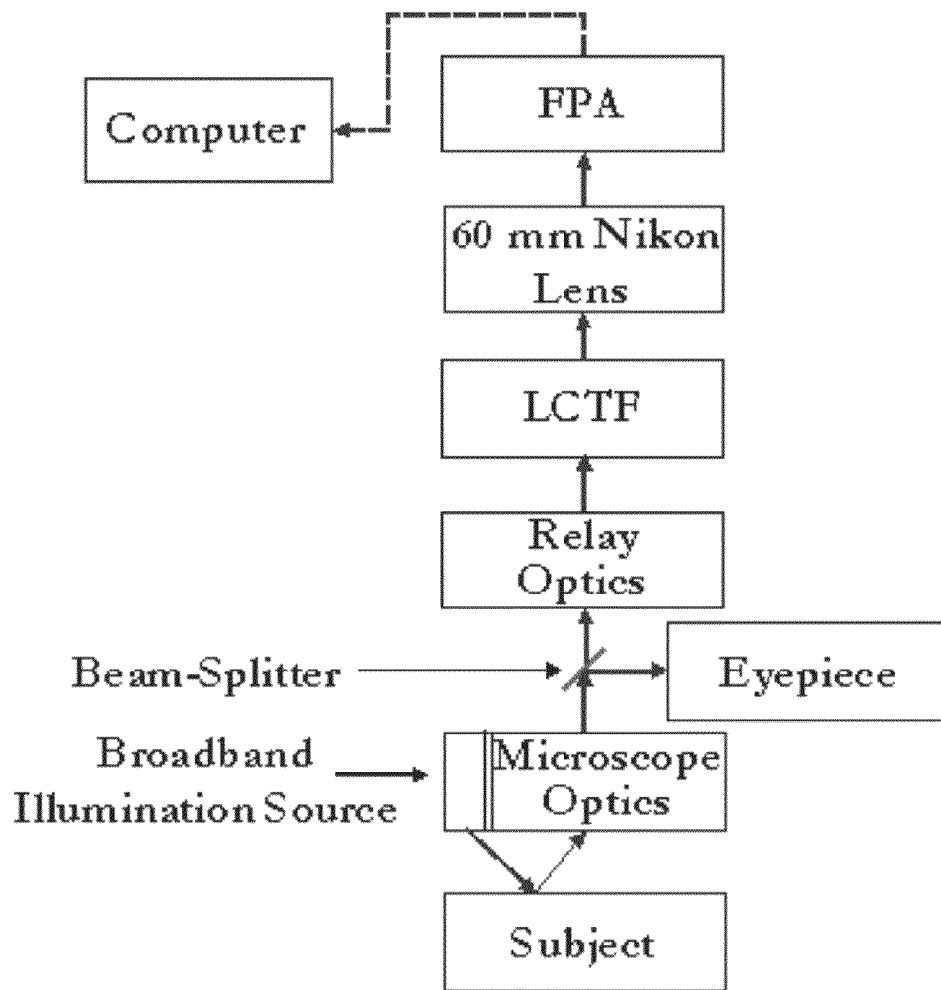 FPA
Computer
60 mm Nikon
Lens
LCTF
Relay
Optics
Beam-Splitter
Eyepiece
Broadband
Illumination Source
Microscope
Optics
Subject